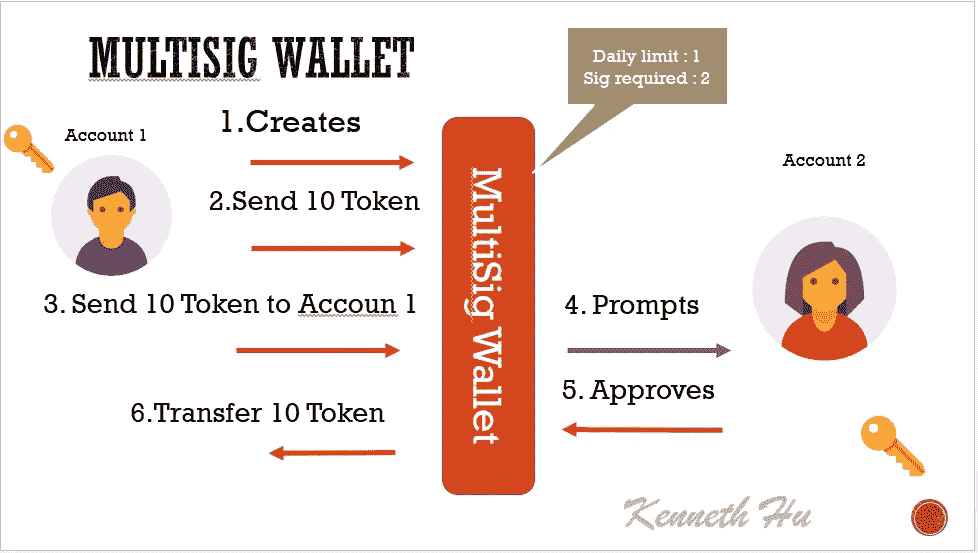 MULTISIG WALLET
Daily limit : 1
Sig required : 2
Account 1
1.Creates
Account 2
2.Send 10 Token
MultiSig Wallet
3. Send 10 Token to Accoun 1
4. Prompts
5. Approves
6.Transfer 10 Token
Kenneth Hu